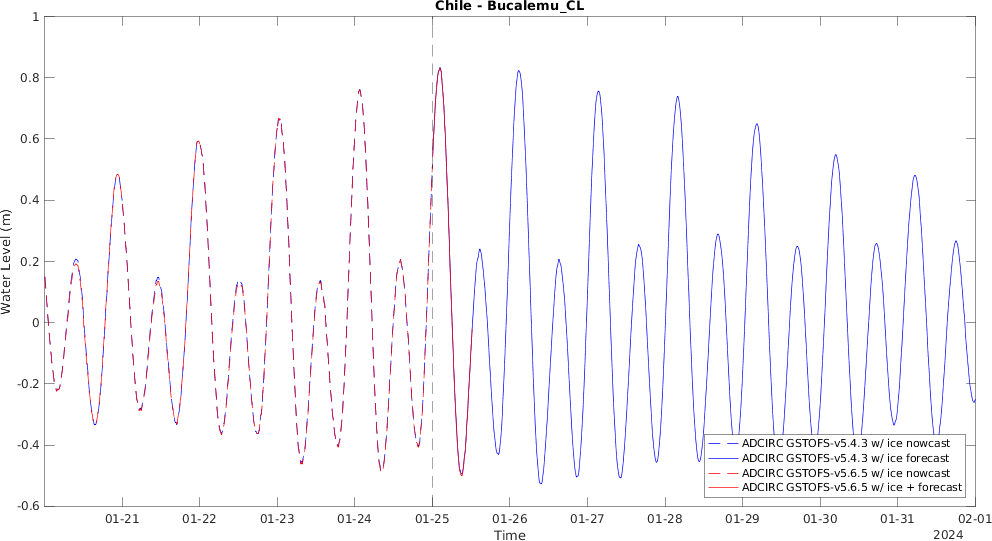 Chile - Bucalemu_CL
Water Level (m)
1
0.8
0.6
0.4
0.2
0
-0.2
-0.4
-0.6
ADCIRC GSTOFS-v5.4.3 w/ ice nowcast
ADCIRC GSTOFS-v5.4.3 w/ ice forecast
ADCIRC GSTOFS-v5.6.5 w/ ice nowcast
ADCIRC GSTOFS-v5.6.5 w/ ice + forecast
01-21 01-22 01-23 01-24 01-25 01-26 01-27 01-28 01-29 01-30 01-31 02-01
Time
2024